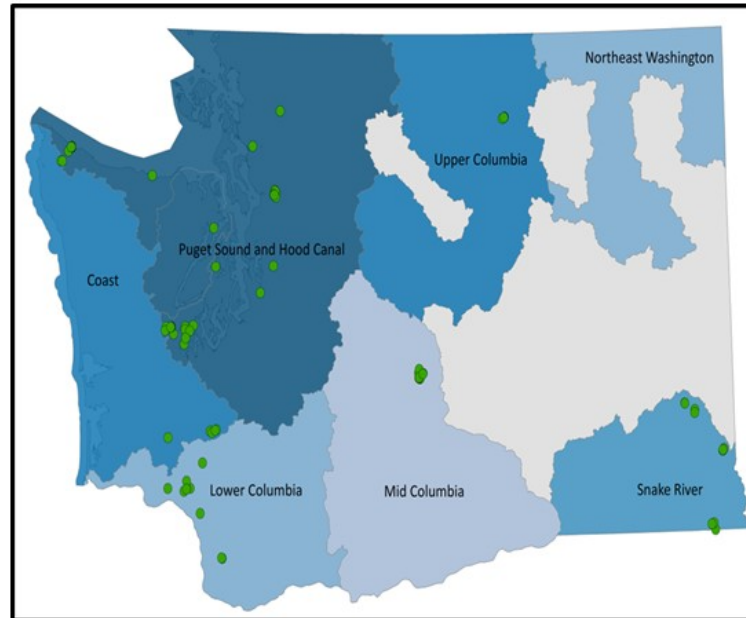 Northeast Washington
Upper Columbia
Puget Sound and Hood Canal
Coast
Lower Columbia
Mid Columbia
Snake River